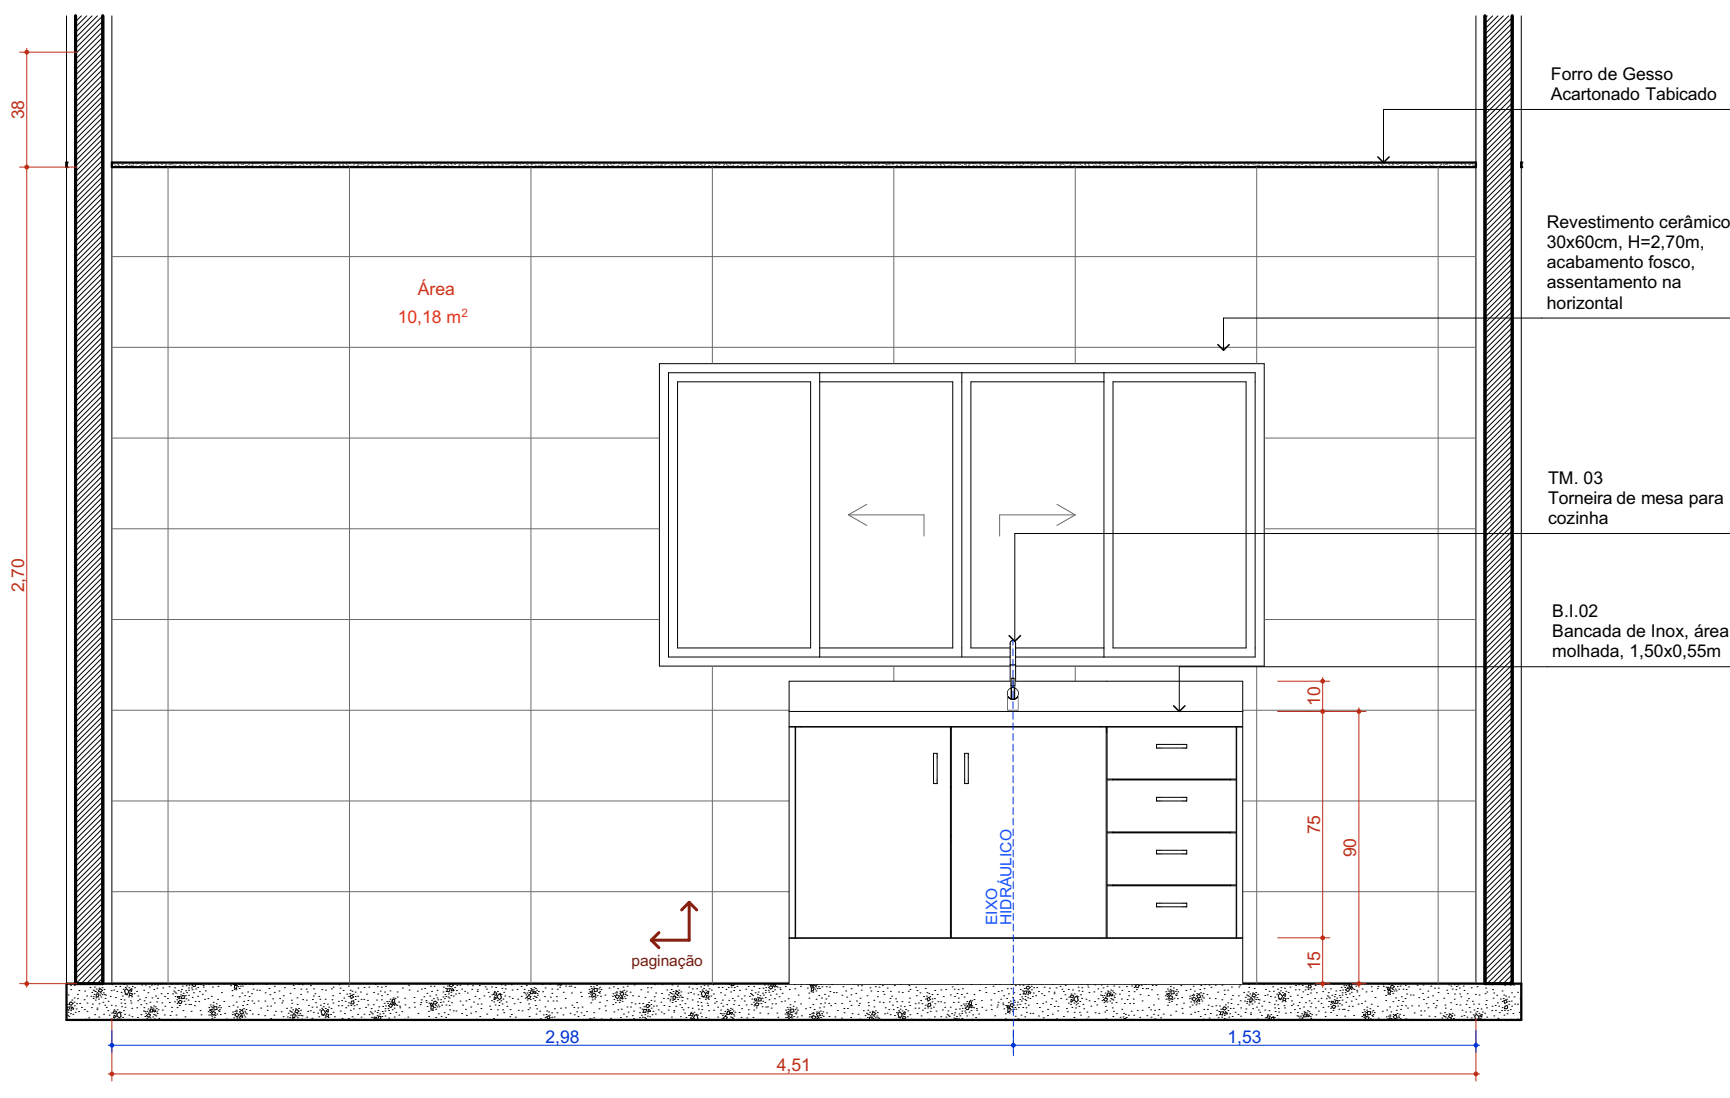 Forro de Gesso
Acartonado Tabicado
38
Revestimento cerâmico
30x60cm, H=2,70m,
acabamento fosco,
assentamento na
horizontal
Área
10,18 m²
TM. 03
Torneira de mesa para
cozinha
2,70
B.I.02
Bancada de Inox, área
molhada, 1,50x0,55m
10
75
90
15
EIXO
HIDRÁULICO
paginação
2,98
1,53
4,51